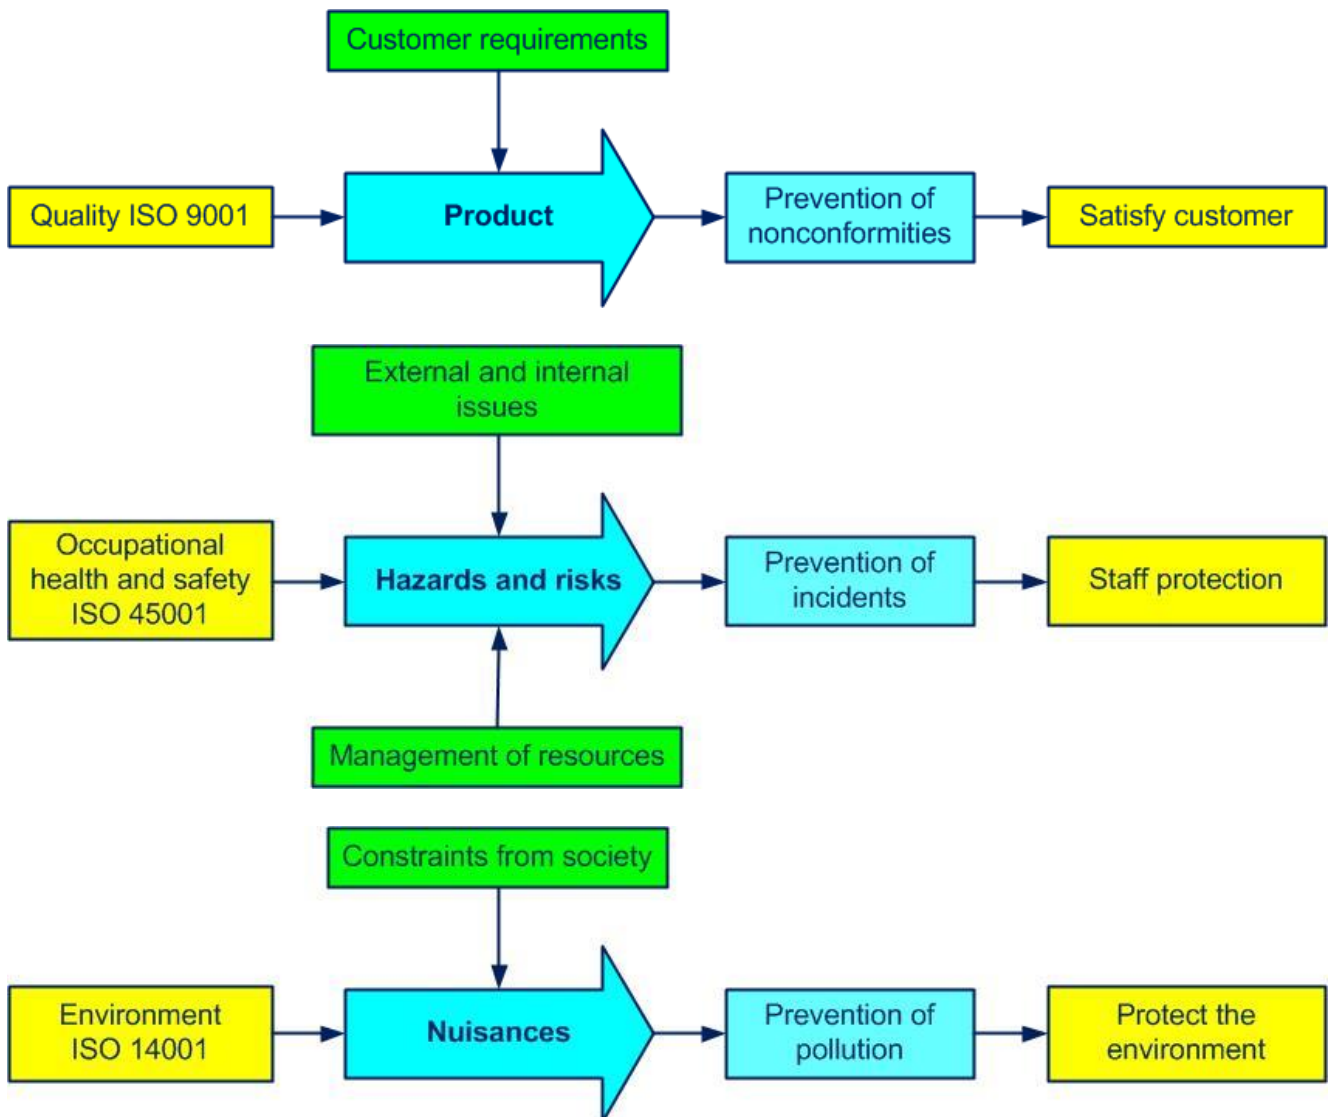 Customer requirements
Quality ISO 9001
Product
Prevention of
nonconformities
Satisfy customer
External and internal
issues
Occupational
health and safety
ISO 45001
Hazards and risks
Prevention of
incidents
Staff protection
Management of resources
Constraints from society
Environment
ISO 14001
Nuisances
Prevention of
pollution
Protect the
environment